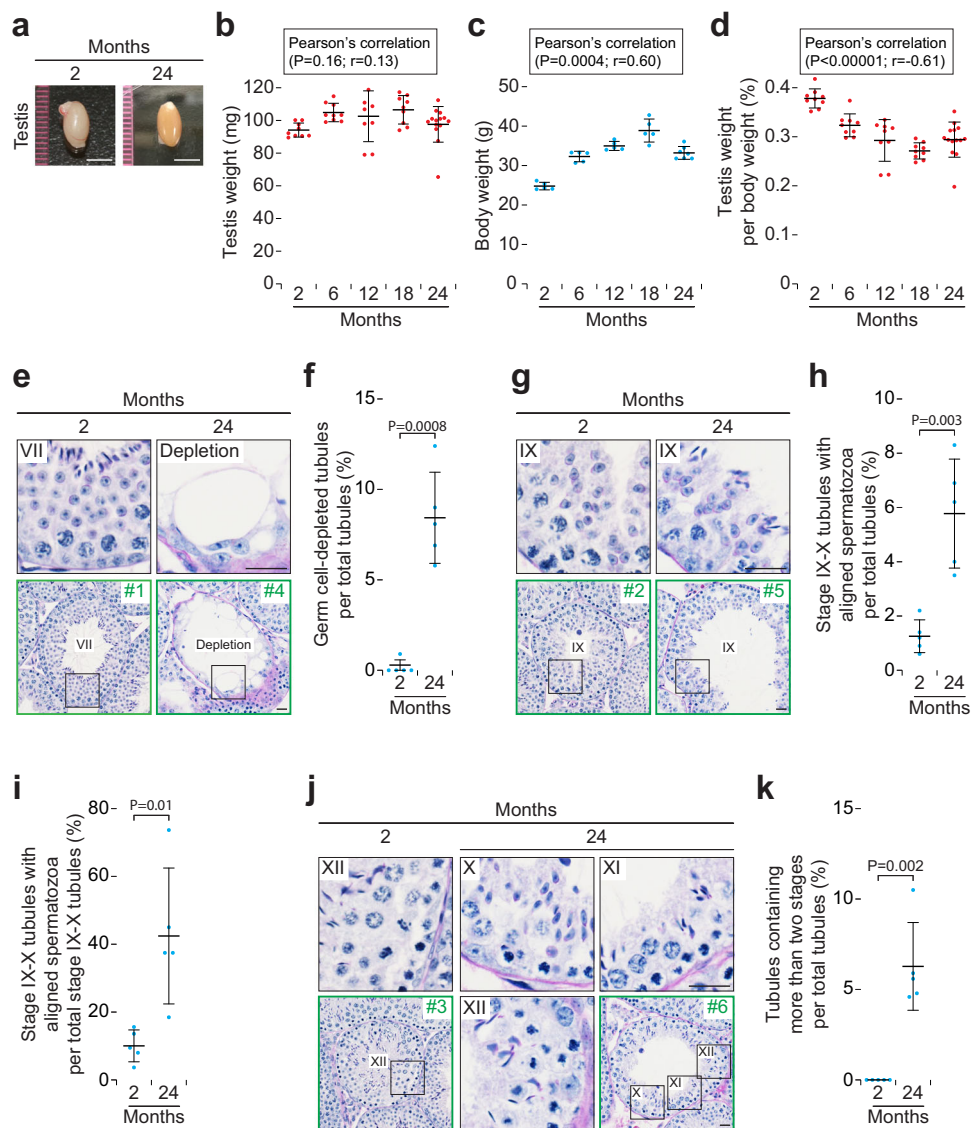 a
Months
2 24
Testis
b
Pearson's correlation
(P=0.16; r=0.13)
Testis weight (mg)
120
100
80
60
40
20
0
2 6 12 18 24
Months
c
Pearson's correlation
(P=0.0004; r=0.60)
Body weight (g)
50
40
30
20
10
0
2 6 12 18 24
Months
d
Pearson's correlation
(P<0.00001; r=-0.61)
Testis weight
per body weight (%)
0.4
0.3
0.2
0.1
0
2 6 12 18 24
Months
e
Months
2 24
VII
Depletion
#1
VII
#4
Depletion
f
Germ cell-depleted tubules
per total tubules (%)
15
10
5
0
P=0.0008
2 24
Months
g
Months
2 24
IX
IX
#2
IX
#5
IX
h
Stage IX-X tubules with
aligned spermatozoa
per total tubules (%)
10
8
6
4
2
0
P=0.003
2 24
Months
i
Stage IX-X tubules with
aligned spermatozoa
per total stage IX-X tubules (%)
80
60
40
20
0
P=0.01
2 24
Months
j
Months
2 24
XII
X
XI
#3
XII
XII
#6
XII
XI
X
k
Tubules containing
more than two stages
per total tubules (%)
15
10
5
0
P=0.002
2 24
Months